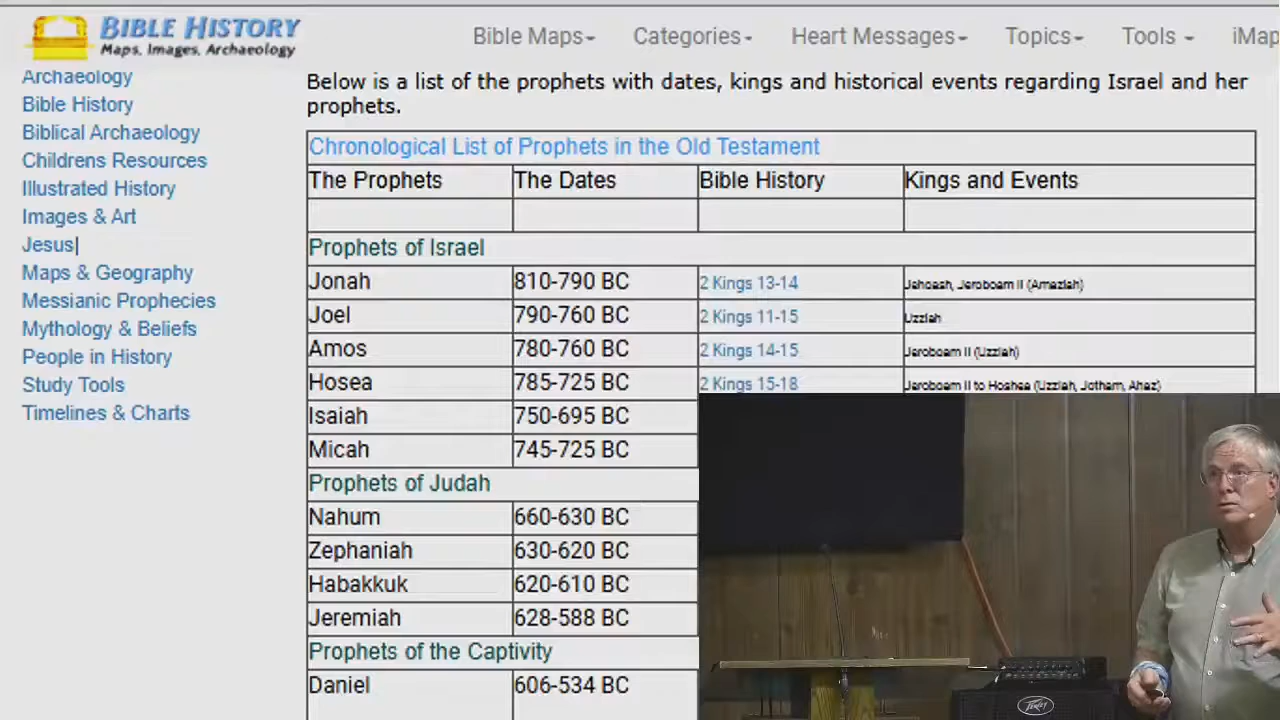 BIBLE HISTORY
Maps, Images, Archaeology
Bible Maps
Categories
Heart Messages
Topics
Tools
iMap
Archaeology
Bible History
Biblical Archaeology
Childrens Resources
Illustrated History
Images & Art
Jesus
Maps & Geography
Messianic Prophecies
Mythology & Beliefs
People in History
Study Tools
Timelines & Charts
Below is a list of the prophets with dates, kings and historical events regarding Israel and her
prophets.
Chronological List of Prophets in the Old Testament
The Prophets The Dates Bible History Kings and Events
Prophets of Israel
Jonah 810-790 BC 2 Kings 13-14 Jehoash, Jeroboam II (Amaziah)
Joel 790-760 BC 2 Kings 11-15 Uzziah
Amos 780-760 BC 2 Kings 14-15 Jeroboam II (Uzziah)
Hosea 785-725 BC 2 Kings 15-18 Jeroboam II to Hoshea (Uzziah, Jotham, Ahaz)
Isaiah 750-695 BC
Micah 745-725 BC
Prophets of Judah
Nahum 660-630 BC
Zephaniah 630-620 BC
Habakkuk 620-610 BC
Jeremiah 628-588 BC
Prophets of the Captivity
Daniel 606-534 BC
PEAVEY